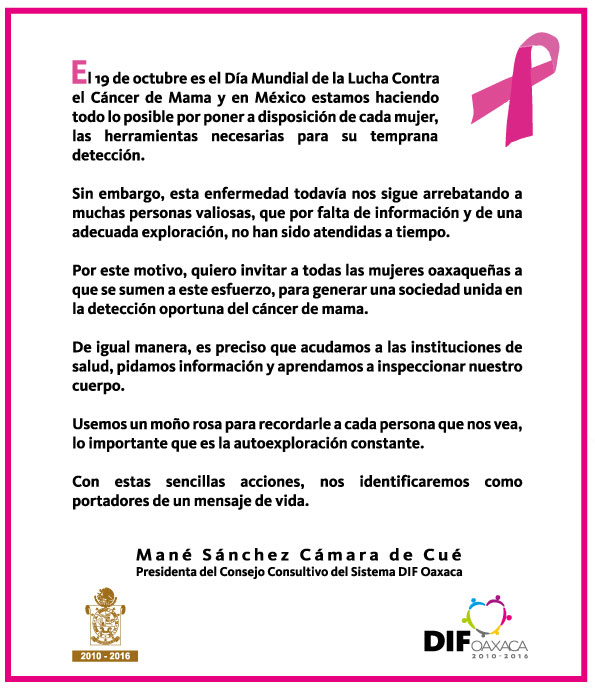 El 19 de octubre es el Día Mundial de la Lucha Contra
el Cáncer de Mama y en México estamos haciendo
todo lo posible por poner a disposición de cada mujer,
las herramientas necesarias para su temprana
detección.
Sin embargo, esta enfermedad todavía nos sigue arrebatando a
muchas personas valiosas, que por falta de información y de una
adecuada exploración, no han sido atendidas a tiempo.
Por este motivo, quiero invitar a todas las mujeres oaxaqueñas a
que se sumen a este esfuerzo, para generar una sociedad unida en
la detección oportuna del cáncer de mama.
De igual manera, es preciso que acudamos a las instituciones de
salud, pidamos información y aprendamos a inspeccionar nuestro
cuerpo.
Usemos un moño rosa para recordarle a cada persona que nos vea,
lo importante que es la autoexploración constante.
Con estas sencillas acciones, nos identificaremos como
portadores de un mensaje de vida.
Mané Sánchez Cámara de Cué
Presidenta del Consejo Consultivo del Sistema DIF Oaxaca
2010 - 2016
DIF OAXACA
2010-2016